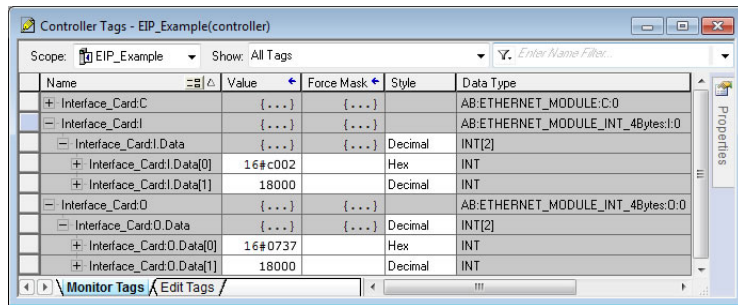 Controller Tags - EIP_Example(controller)
Scope: EIP_Example Show: All Tags Enter Name Filter...
Name Value Force Mask Style Data Type
Interface_Card:C {...} {...} AB:ETHERNET_MODULE:C:0
Interface_Card:I {...} {...} AB:ETHERNET_MODULE_INT_4Bytes:I:0
Interface_Card:I.Data {...} {...} Decimal INT[2]
Interface_Card:I.Data[0] 16#c002 Hex INT
Interface_Card:I.Data[1] 18000 Decimal INT
Interface_Card:O {...} {...} AB:ETHERNET_MODULE_INT_4Bytes:O:0
Interface_Card:O.Data {...} {...} Decimal INT[2]
Interface_Card:O.Data[0] 16#0737 Hex INT
Interface_Card:O.Data[1] 18000 Decimal INT
Monitor Tags Edit Tags
Properties